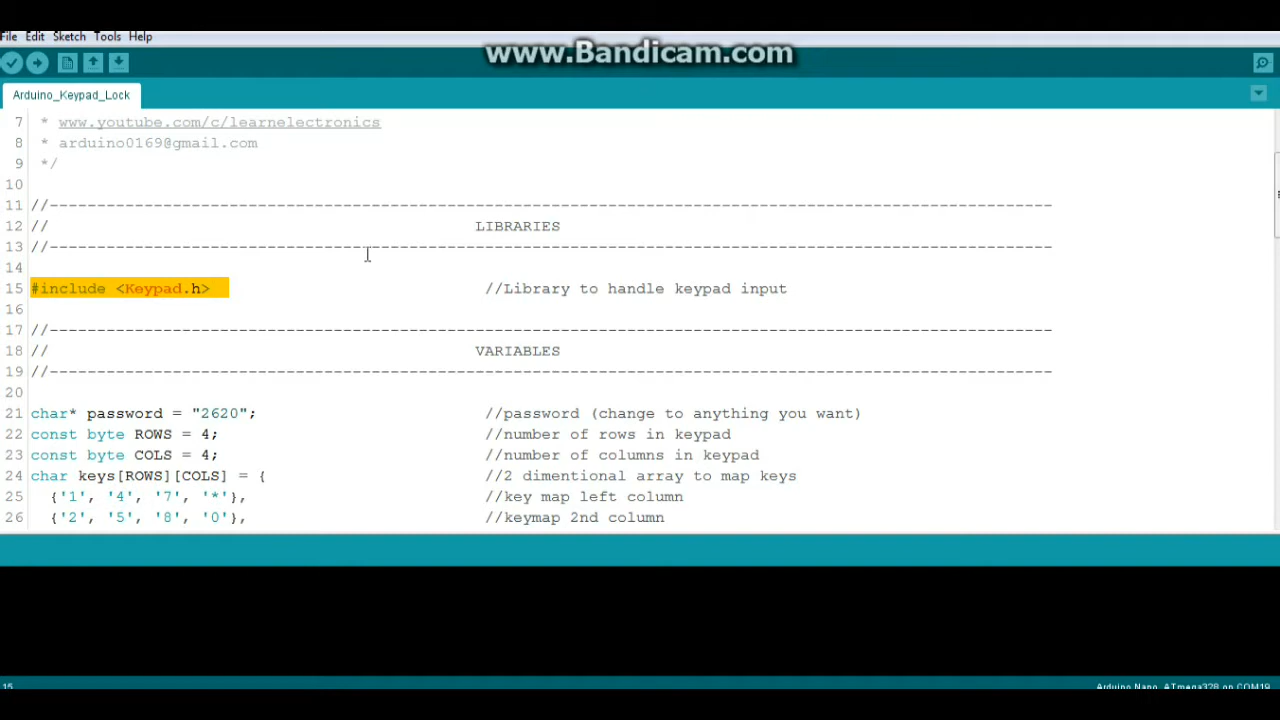 File Edit Sketch Tools Help
www.Bandicam.com
Arduino_Keypad_Lock
7 * www.youtube.com/c/learnelectronics
8 * arduino0169@gmail.com
9 */
10
11 //-----------------------------------------------------------------------------------------------------------
12 // LIBRARIES
13 //-----------------------------------------------------------------------------------------------------------
14
15 #include <Keypad.h> //Library to handle keypad input
16
17 //-----------------------------------------------------------------------------------------------------------
18 // VARIABLES
19 //-----------------------------------------------------------------------------------------------------------
20
21 char* password = "2620"; //password (change to anything you want)
22 const byte ROWS = 4; //number of rows in keypad
23 const byte COLS = 4; //number of columns in keypad
24 char keys[ROWS][COLS] = { //2 dimentional array to map keys
25 {'1', '4', '7', '*'}, //key map left column
26 {'2', '5', '8', '0'}, //keymap 2nd column
15 Arduino Nano, ATmega328 on COM19